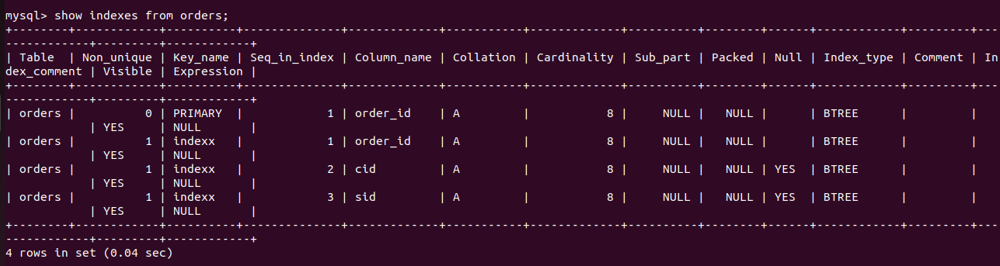 mysql> show indexes from orders;
+--------+------------+----------+--------------+-------------+-----------+-------------+----------+--------+------+------------+---------+---
------------+---------+------------+
| Table  | Non_unique | Key_name | Seq_in_index | Column_name | Collation | Cardinality | Sub_part | Packed | Null | Index_type | Comment | In
dex_comment | Visible | Expression |
+--------+------------+----------+--------------+-------------+-----------+-------------+----------+--------+------+------------+---------+---
------------+---------+------------+
| orders |          0 | PRIMARY  |            1 | order_id    | A         |           8 |     NULL |   NULL |      | BTREE      |         |
            | YES     | NULL       |
| orders |          1 | indexx   |            1 | order_id    | A         |           8 |     NULL |   NULL |      | BTREE      |         |
            | YES     | NULL       |
| orders |          1 | indexx   |            2 | cid         | A         |           8 |     NULL |   NULL | YES  | BTREE      |         |
            | YES     | NULL       |
| orders |          1 | indexx   |            3 | sid         | A         |           8 |     NULL |   NULL | YES  | BTREE      |         |
            | YES     | NULL       |
+--------+------------+----------+--------------+-------------+-----------+-------------+----------+--------+------+------------+---------+---
------------+---------+------------+
4 rows in set (0.04 sec)